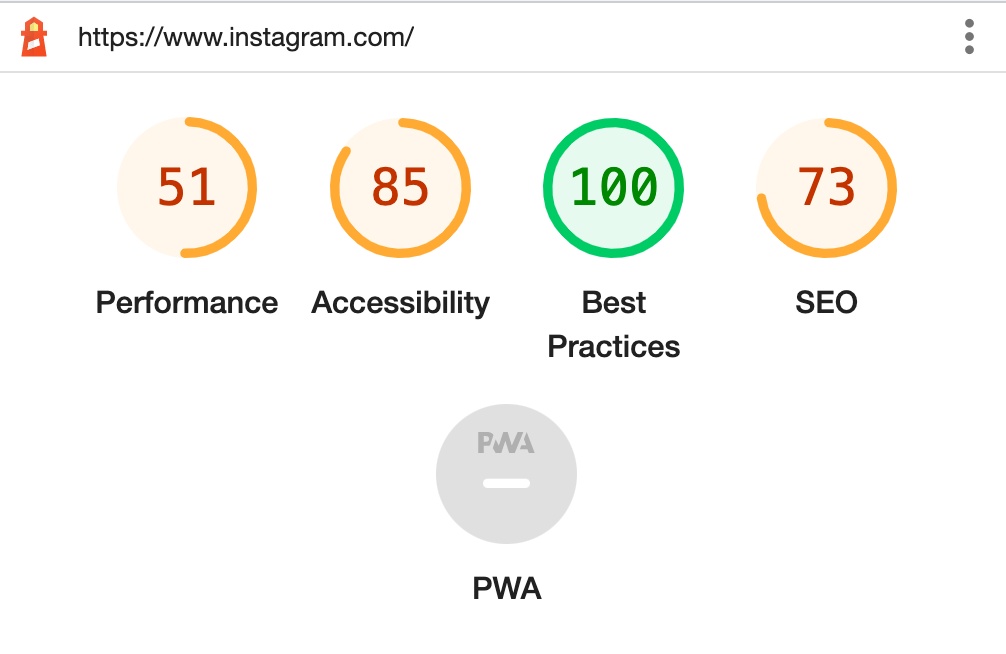 https://www.instagram.com/
51 85 100 73
Performance Accessibility Best SEO
Practices
PWA
PWA